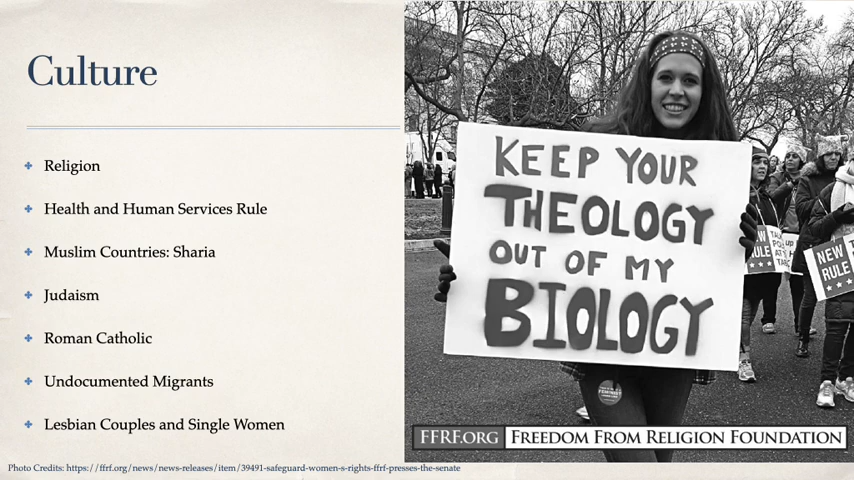 Culture
Religion
Health and Human Services Rule
Muslim Countries: Sharia
Judaism
Roman Catholic
Undocumented Migrants
Lesbian Couples and Single Women
KEEP YOUR
THEOLOGY
OUT OF MY
BIOLOGY
NEW
RULE
NEW
RULE
FFRF.ORG FREEDOM FROM RELIGION FOUNDATION
Photo Credits: https://ffrf.org/news/news-releases/item/39491-safeguard-women-s-rights-ffrf-presses-the-senate